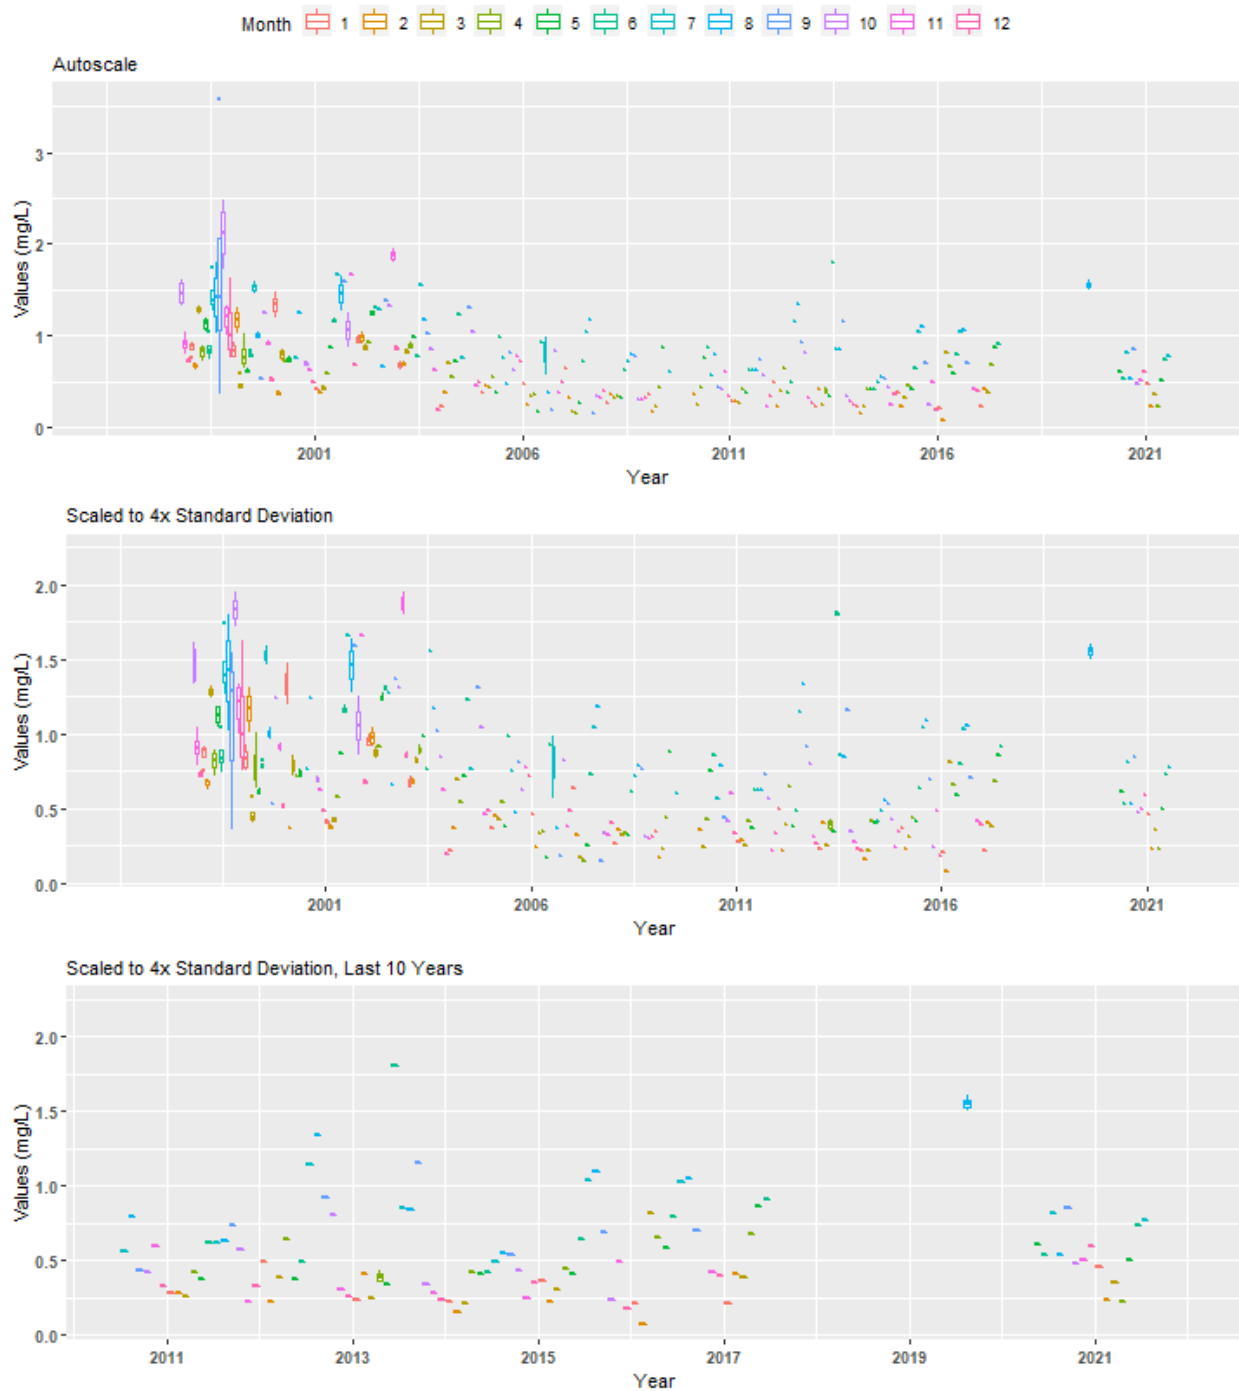 Month 1 2 3 4 5 6 7 8 9 10 11 12
Autoscale
Values (mg/L)
3
2
1
0
2001 2006 2011 2016 2021
Year
Scaled to 4x Standard Deviation
Values (mg/L)
2.0
1.5
1.0
0.5
0.0
2001 2006 2011 2016 2021
Year
Scaled to 4x Standard Deviation, Last 10 Years
Values (mg/L)
2.0
1.5
1.0
0.5
0.0
2011 2013 2015 2017 2019 2021
Year